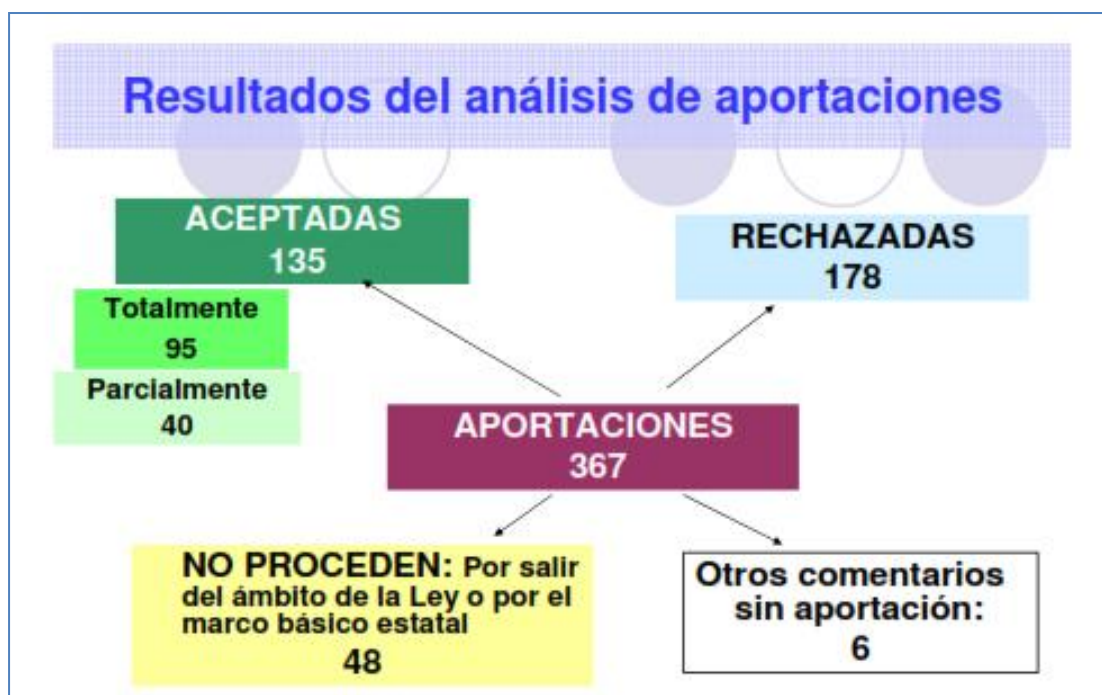 Resultados del análisis de aportaciones
ACEPTADAS
135
RECHAZADAS
178
Totalmente
95
Parcialmente
40
APORTACIONES
367
NO PROCEDEN: Por salir
del ámbito de la Ley o por el
marco básico estatal
48
Otros comentarios
sin aportación:
6